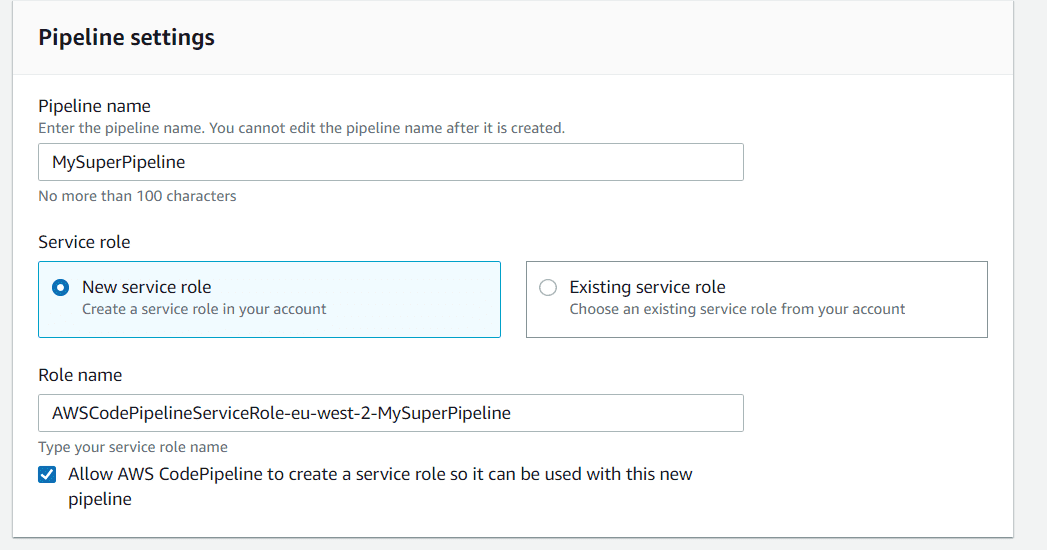 Pipeline settings
Pipeline name
Enter the pipeline name. You cannot edit the pipeline name after it is created.
MySuperPipeline
No more than 100 characters
Service role
New service role
Create a service role in your account
Existing service role
Choose an existing service role from your account
Role name
AWSCodePipelineServiceRole-eu-west-2-MySuperPipeline
Type your service role name
Allow AWS CodePipeline to create a service role so it can be used with this new
pipeline